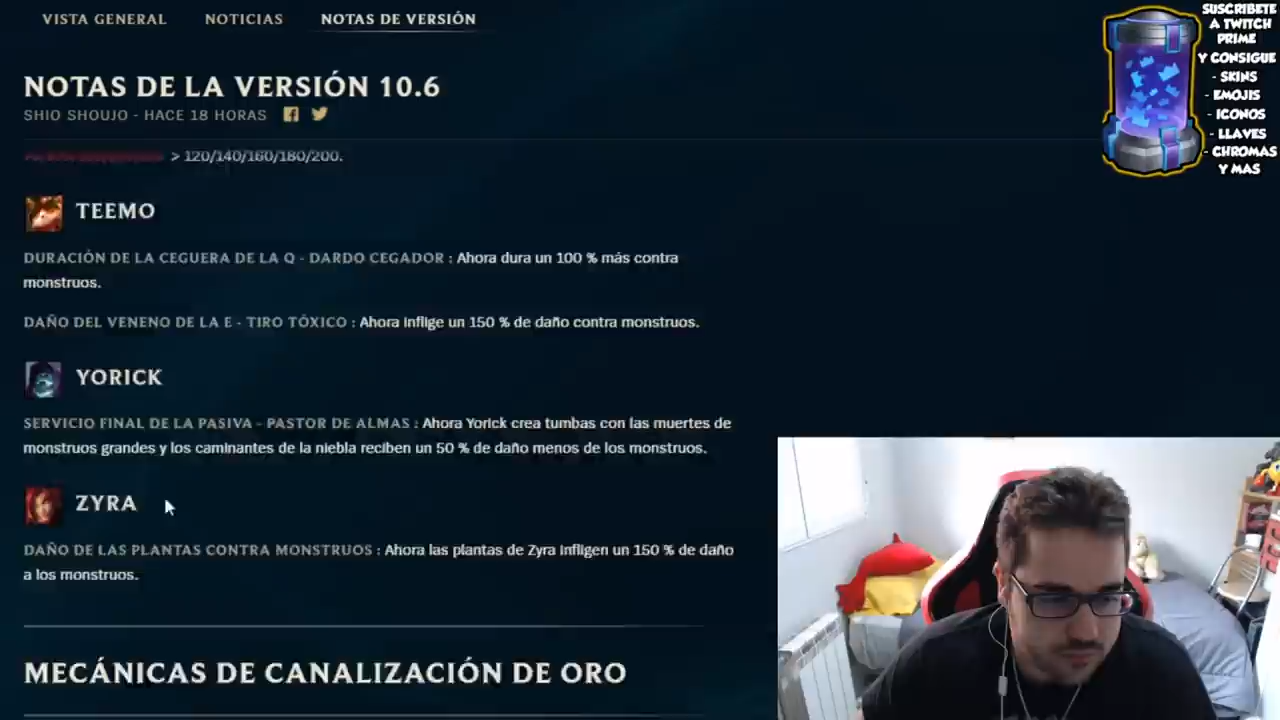 VISTA GENERAL NOTICIAS NOTAS DE VERSIÓN
NOTAS DE LA VERSIÓN 10.6
SHIO SHOUJO - HACE 18 HORAS
> 120/140/160/180/200.
TEEMO
DURACIÓN DE LA CEGUERA DE LA Q - DARDO CEGADOR : Ahora dura un 100 % más contra
monstruos.
DAÑO DEL VENENO DE LA E - TIRO TÓXICO : Ahora inflige un 150 % de daño contra monstruos.
YORICK
SERVICIO FINAL DE LA PASIVA - PASTOR DE ALMAS : Ahora Yorick crea tumbas con las muertes de
monstruos grandes y los caminantes de la niebla reciben un 50 % de daño menos de los monstruos.
ZYRA
DAÑO DE LAS PLANTAS CONTRA MONSTRUOS : Ahora las plantas de Zyra infligen un 150 % de daño
a los monstruos.
MECÁNICAS DE CANALIZACIÓN DE ORO
SUSCRIBETE
A TWITCH
PRIME
Y CONSIGUE
- SKINS
- EMOJIS
- ICONOS
- LLAVES
- CHROMAS
Y MAS